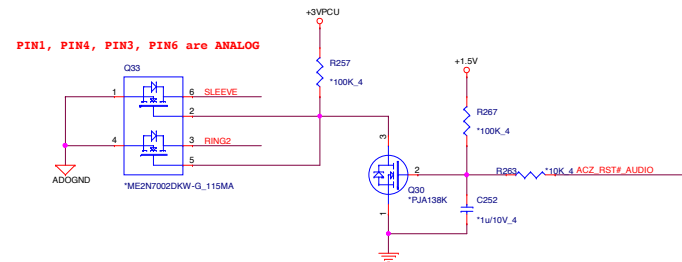 +3VPCU
PIN1, PIN4, PIN3, PIN6 are ANALOG
Q33
R257
+1.5V
1
6
SLEEVE
*100K_4
2
R267
*100K_4
4
3
RING2
3
5
2
R263
*10K_4
ACZ_RST#_AUDIO
ADOGND
*ME2N7002DKW-G_115MA
Q30
*PJA138K
C252
1
*1u/10V_4